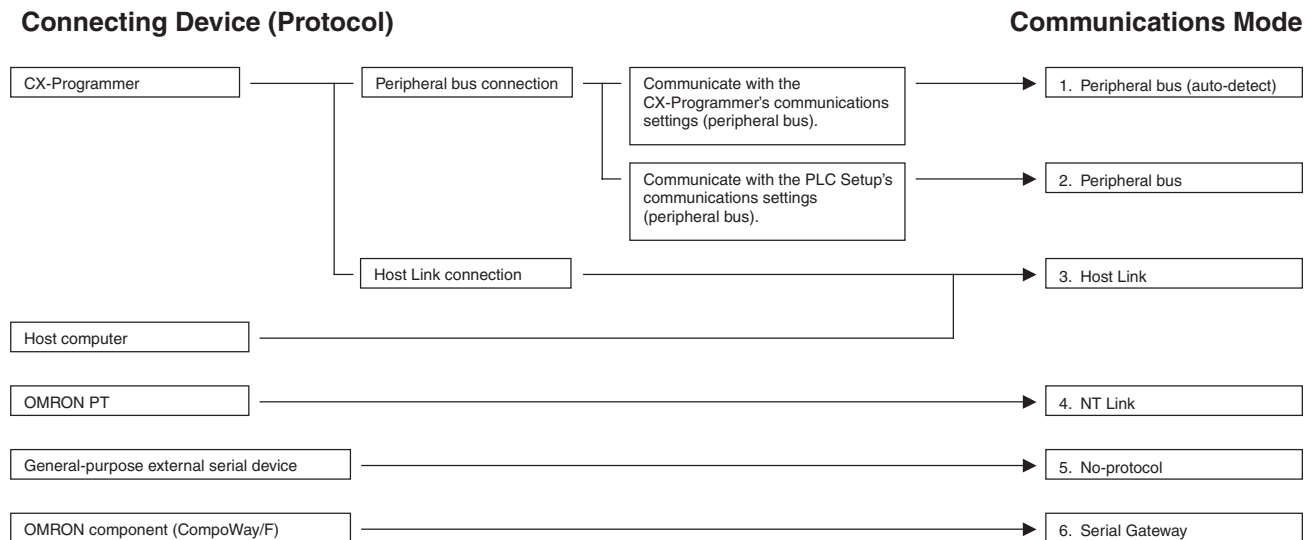 Connecting Device (Protocol)
Communications Mode
CX-Programmer
Peripheral bus connection
Communicate with the
CX-Programmer's communications
settings (peripheral bus).
1. Peripheral bus (auto-detect)
Communicate with the PLC Setup's
communications settings
(peripheral bus).
2. Peripheral bus
Host Link connection
3. Host Link
Host computer
OMRON PT
4. NT Link
General-purpose external serial device
5. No-protocol
OMRON component (CompoWay/F)
6. Serial Gateway